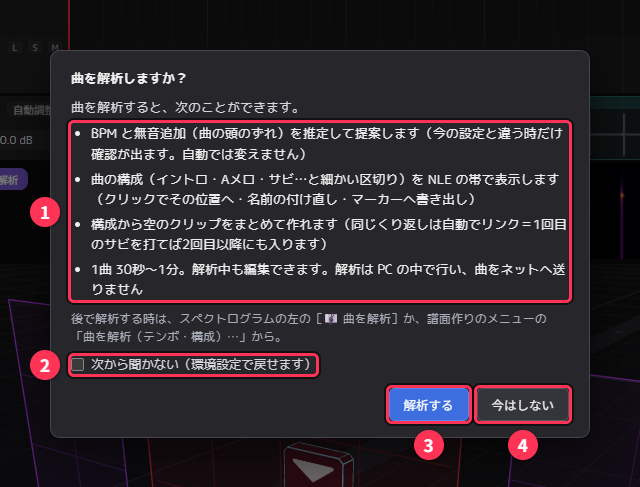 L S M
自動調整
0.0 dB
解析
曲を解析しますか？
曲を解析すると、次のことができます。
• BPM と無音追加（曲の頭のずれ）を推定して提案します（今の設定と違う時だけ
確認が出ます。自動では変えません）
• 曲の構成（イントロ・Aメロ・サビ…と細かい区切り）を NLE の帯で表示します
（クリックでその位置へ・名前の付け直し・マーカーへ書き出し）
1
• 構成から空のクリップをまとめて作れます（同じくり返しは自動でリンク＝1回目
のサビを打てば2回目以降にも入ります）
• 1曲 30秒～1分。解析中も編集できます。解析は PC の中で行い、曲をネットへ送
りません
後で解析する時は、スペクトログラムの左の［ 曲を解析］か、譜面作りのメニューの
「曲を解析（テンポ・構成）…」から。
2
次から聞かない（環境設定で戻せます）
解析する 今はしない
3 4